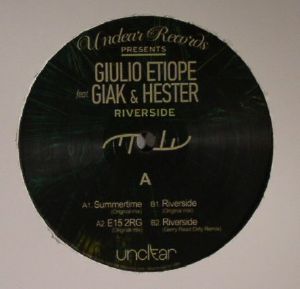 Unclear Records
PRESENTS
GIULIO ETIOPE
feat GIAK & HESTER
RIVERSIDE
A
A1. Summertime
(Original mix)
A2. E15 2RG
(Original mix)
B1. Riverside
(Original mix)
B2. Riverside
(Gerry Read Dirty Remix)
unclear